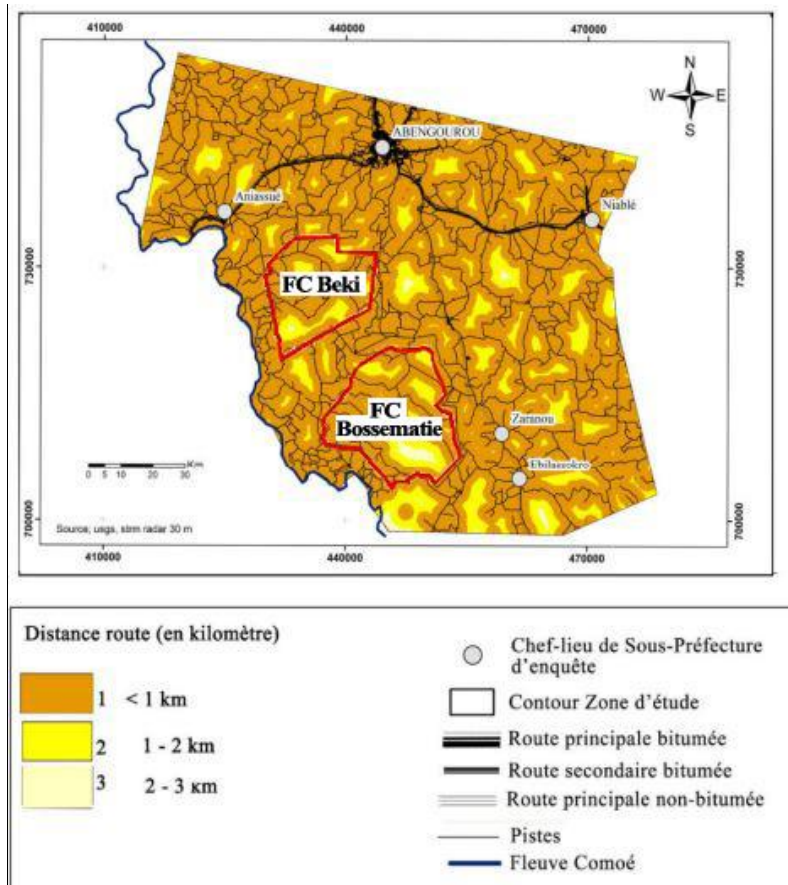 410000 440000 470000
N
W E
S
ABENGOUROU
Aniassué
Niablé
730000
730000
FC Beki
FC
Bossematie
Zaranou
Ebilassokro
0 5 10 20 30 Km
Source; usgs, strm radar 30 m
700000
700000
410000 440000 470000
Distance route (en kilomètre)
1 < 1 km
2 1 - 2 km
3 2 - 3 км
Chef-lieu de Sous-Préfecture
d'enquête
Contour Zone d'étude
Route principale bitumée
Route secondaire bitumée
Route principale non-bitumée
Pistes
Fleuve Comoé